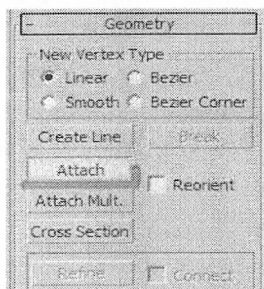 - Geometry
New Vertex Type
Linear Bezier
Smooth Bezier Corner
Create Line Break
Attach
Reorient
Attach Mult.
Cross Section
Refine Connect